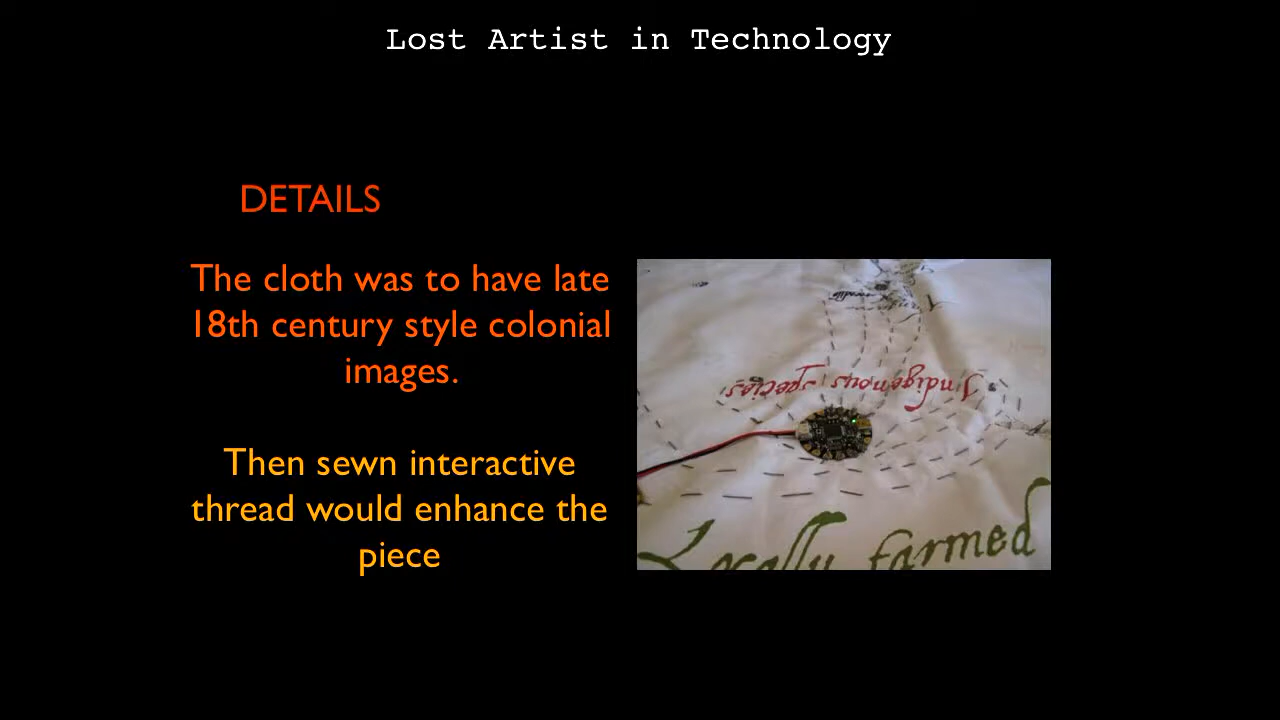 Lost Artist in Technology
DETAILS
The cloth was to have late
18th century style colonial
images.
Then sewn interactive
thread would enhance the
piece
Indigenous Species
Locally farmed